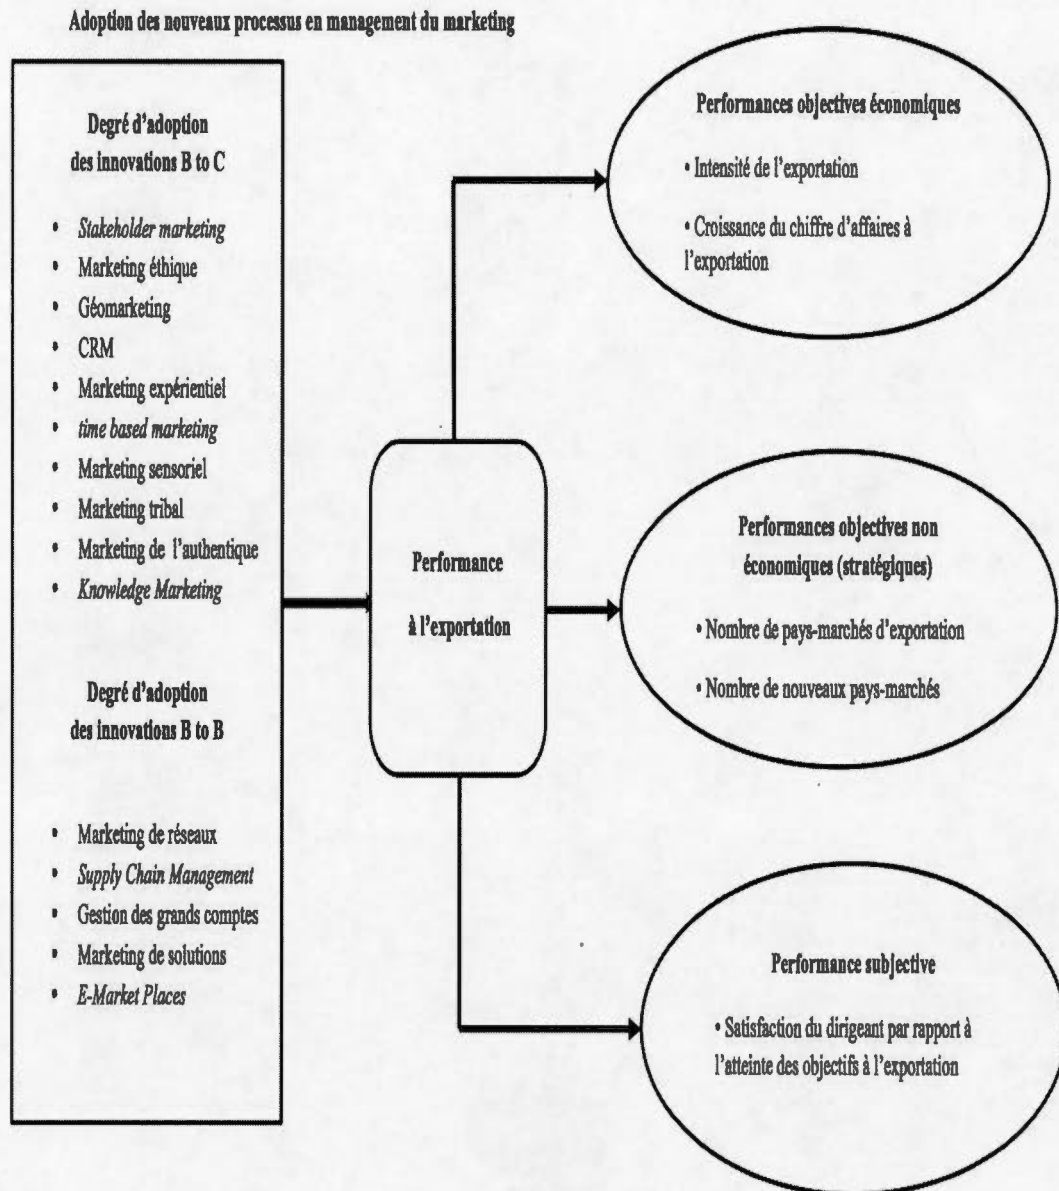 Adoption des nouveaux processus en management du marketing
Degré d'adoption
des innovations B to C
• Stakeholder marketing
• Marketing éthique
• Géomarketing
• CRM
• Marketing expérientiel
• time based marketing
• Marketing sensoriel
• Marketing tribal
• Marketing de l'authentique
• Knowledge Marketing
Degré d'adoption
des innovations B to B
• Marketing de réseaux
• Supply Chain Management
• Gestion des grands comptes
• Marketing de solutions
• E-Market Places
Performance
à l'exportation
Performances objectives économiques
• Intensité de l'exportation
• Croissance du chiffre d'affaires à
l'exportation
Performances objectives non
économiques (stratégiques)
• Nombre de pays-marchés d'exportation
• Nombre de nouveaux pays-marchés
Performance subjective
• Satisfaction du dirigeant par rapport à
l'atteinte des objectifs à l'exportation